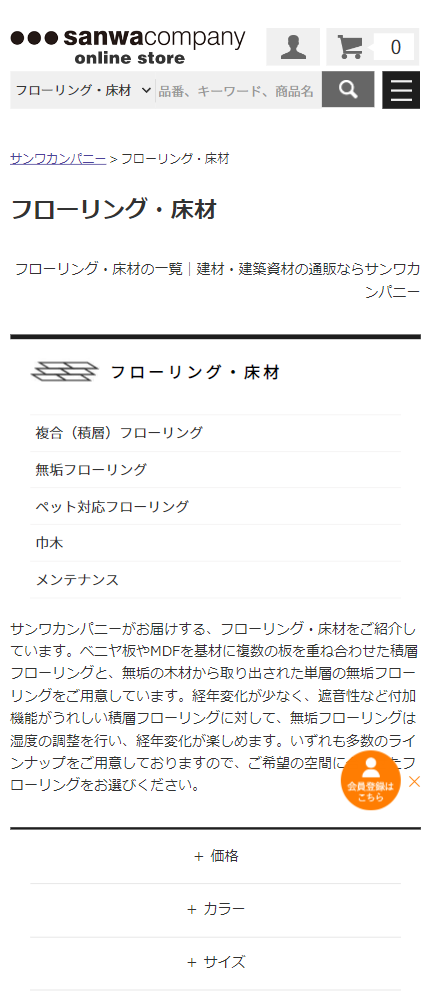 sanwacompany
online store
0
フローリング・床材
品番、キーワード、商品名
サンワカンパニー > フローリング・床材
フローリング・床材
フローリング・床材の一覧｜建材・建築資材の通販ならサンワカ
ンパニー
フローリング・床材
複合（積層）フローリング
無垢フローリング
ペット対応フローリング
巾木
メンテナンス
サンワカンパニーがお届けする、フローリング・床材をご紹介し
ています。ベニヤ板やMDFを基材に複数の板を重ね合わせた積層
フローリングと、無垢の木材から取り出された単層の無垢フロー
リングをご用意しています。経年変化が少なく、遮音性など付加
機能がうれしい積層フローリングに対して、無垢フローリングは
湿度の調整を行い、経年変化が楽しめます。いずれも多数のライ
ンナップをご用意しておりますので、ご希望の空間に たフ
ローリングをお選びください。
会員登録は
こちら
+ 価格
+ カラー
+ サイズ